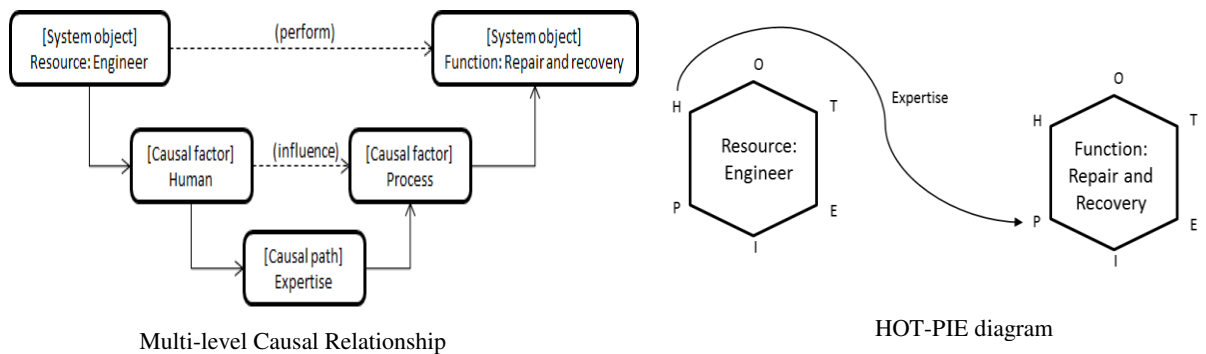 [System object]
Resource: Engineer
(perform)
[System object]
Function: Repair and recovery
[Causal factor]
Human
(influence)
[Causal factor]
Process
[Causal path]
Expertise
Multi-level Causal Relationship
O
H
T
Resource:
Engineer
P
E
I
Expertise
O
H
T
Function:
Repair and
Recovery
P
E
I
HOT-PIE diagram